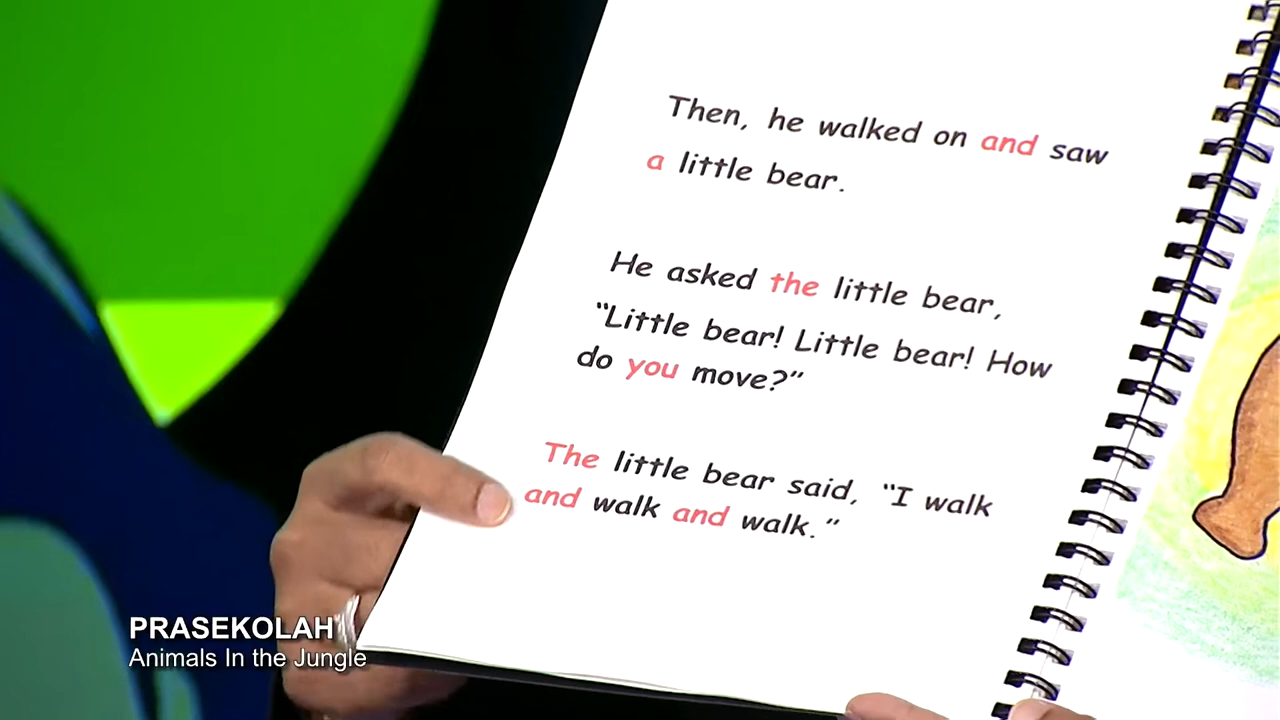 Then, he walked on and saw
a little bear.
He asked the little bear,
“Little bear! Little bear! How
do you move?”
The little bear said, “I walk
and walk and walk.”
PRASEKOLAH
Animals In the Jungle